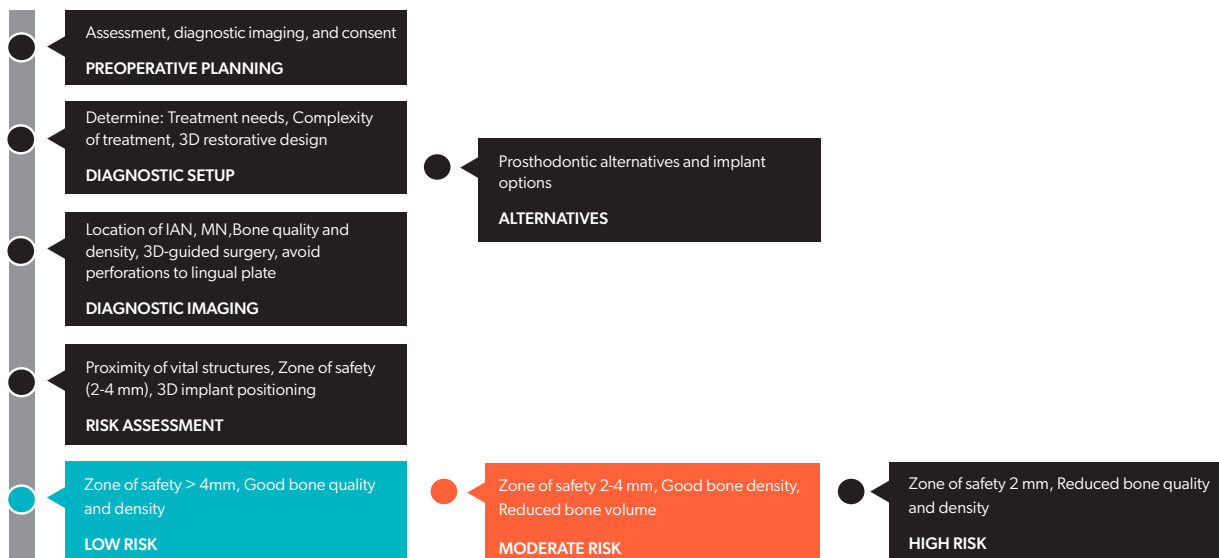 Assessment, diagnostic imaging, and consent
PREOPERATIVE PLANNING
Determine: Treatment needs, Complexity
of treatment, 3D restorative design
DIAGNOSTIC SETUP
Prosthodontic alternatives and implant
options
ALTERNATIVES
Location of IAN, MN,Bone quality and
density, 3D-guided surgery, avoid
perforations to lingual plate
DIAGNOSTIC IMAGING
Proximity of vital structures, Zone of safety
(2-4 mm), 3D implant positioning
RISK ASSESSMENT
Zone of safety > 4mm, Good bone quality
and density
LOW RISK
Zone of safety 2-4 mm, Good bone density,
Reduced bone volume
MODERATE RISK
Zone of safety 2 mm, Reduced bone quality
and density
HIGH RISK